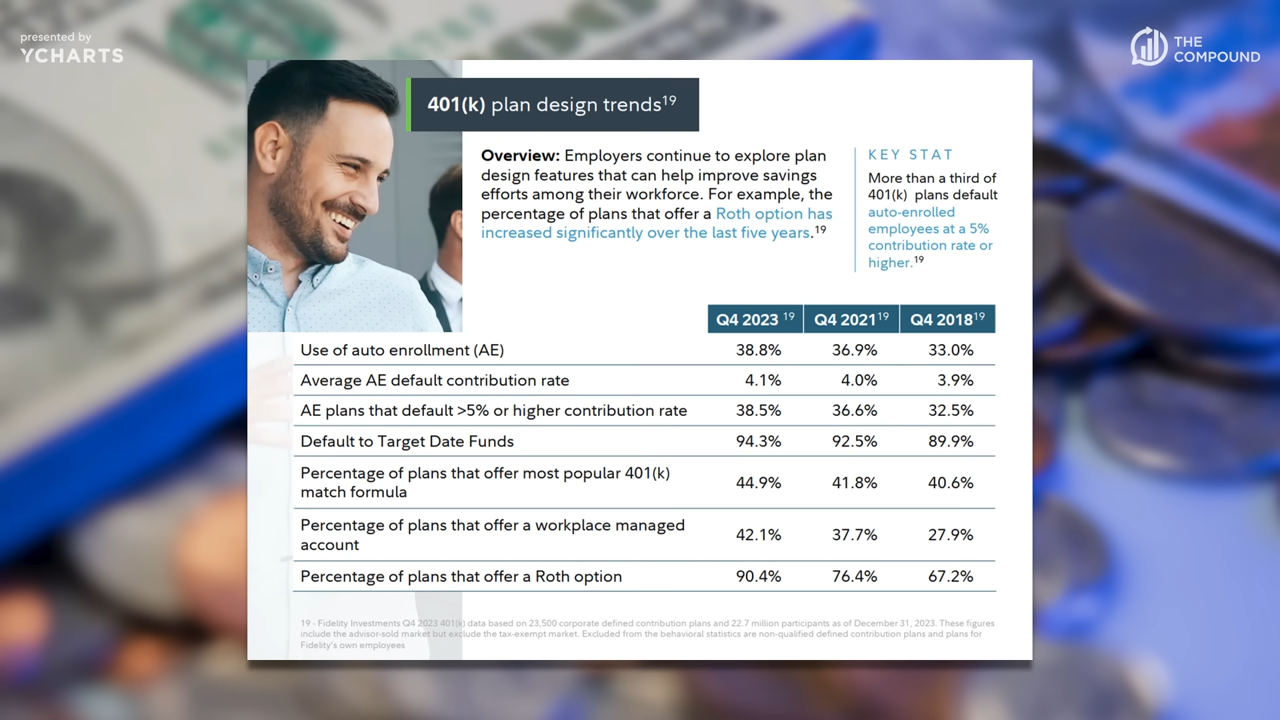 presented by
YCHARTS
THE
COMPOUND
401(k) plan design trends19
Overview: Employers continue to explore plan
design features that can help improve savings
efforts among their workforce. For example, the
percentage of plans that offer a Roth option has
increased significantly over the last five years.19
KEY STAT
More than a third of
401(k) plans default
auto-enrolled
employees at a 5%
contribution rate or
higher.19
Q4 2023 19 Q4 202119 Q4 201819
Use of auto enrollment (AE) 38.8% 36.9% 33.0%
Average AE default contribution rate 4.1% 4.0% 3.9%
AE plans that default >5% or higher contribution rate 38.5% 36.6% 32.5%
Default to Target Date Funds 94.3% 92.5% 89.9%
Percentage of plans that offer most popular 401(k)
match formula 44.9% 41.8% 40.6%
Percentage of plans that offer a workplace managed
account 42.1% 37.7% 27.9%
Percentage of plans that offer a Roth option 90.4% 76.4% 67.2%
19 - Fidelity Investments Q4 2023 401(k) data based on 23,500 corporate defined contribution plans and 22.7 million participants as of December 31, 2023. These figures
include the advisor-sold market but exclude the tax-exempt market. Excluded from the behavioral statistics are non-qualified defined contribution plans and plans for
Fidelity's own employees